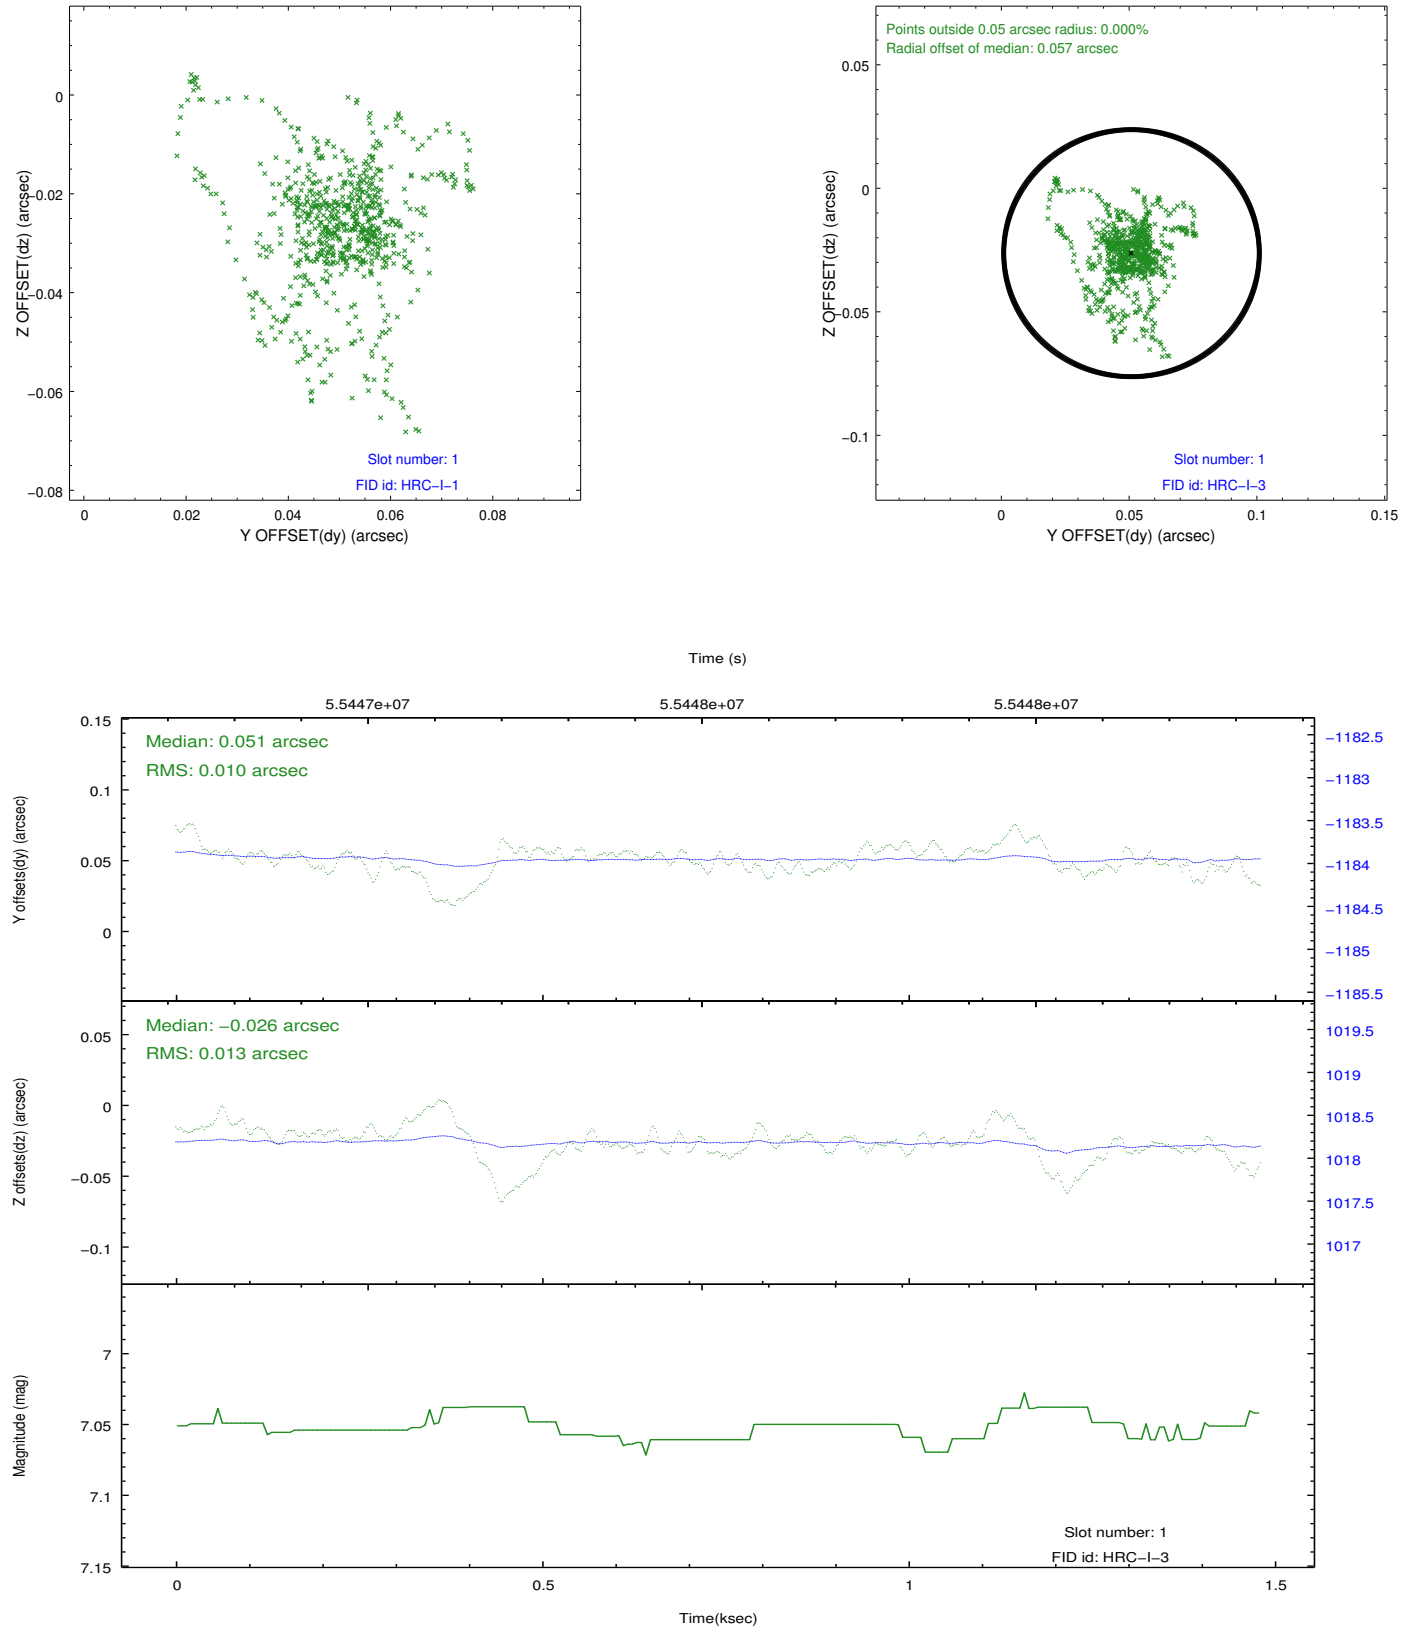 0
−0.02
−0.04
−0.06
−0.08
Z OFFSET(dz) (arcsec)
Slot number: 1
FID id: HRC−I−1
0
0.02
0.04
0.06
0.08
Y OFFSET(dy) (arcsec)
Points outside 0.05 arcsec radius: 0.000%
Radial offset of median: 0.057 arcsec
0.05
0
−0.05
−0.1
Z OFFSET(dz) (arcsec)
Slot number: 1
FID id: HRC−I−3
0
0.05
0.1
0.15
Y OFFSET(dy) (arcsec)
Time (s)
5.5447e+07
5.5448e+07
5.5448e+07
Median: 0.051 arcsec
RMS: 0.010 arcsec
0.15
0.1
0.05
0
Y offsets(dy) (arcsec)
−1182.5
−1183
−1183.5
−1184
−1184.5
−1185
−1185.5
Median: −0.026 arcsec
RMS: 0.013 arcsec
0.05
0
−0.05
−0.1
Z offsets(dz) (arcsec)
1019.5
1019
1018.5
1018
1017.5
1017
7
7.05
7.1
7.15
Magnitude (mag)
Slot number: 1
FID id: HRC−I−3
0
0.5
1
1.5
Time(ksec)